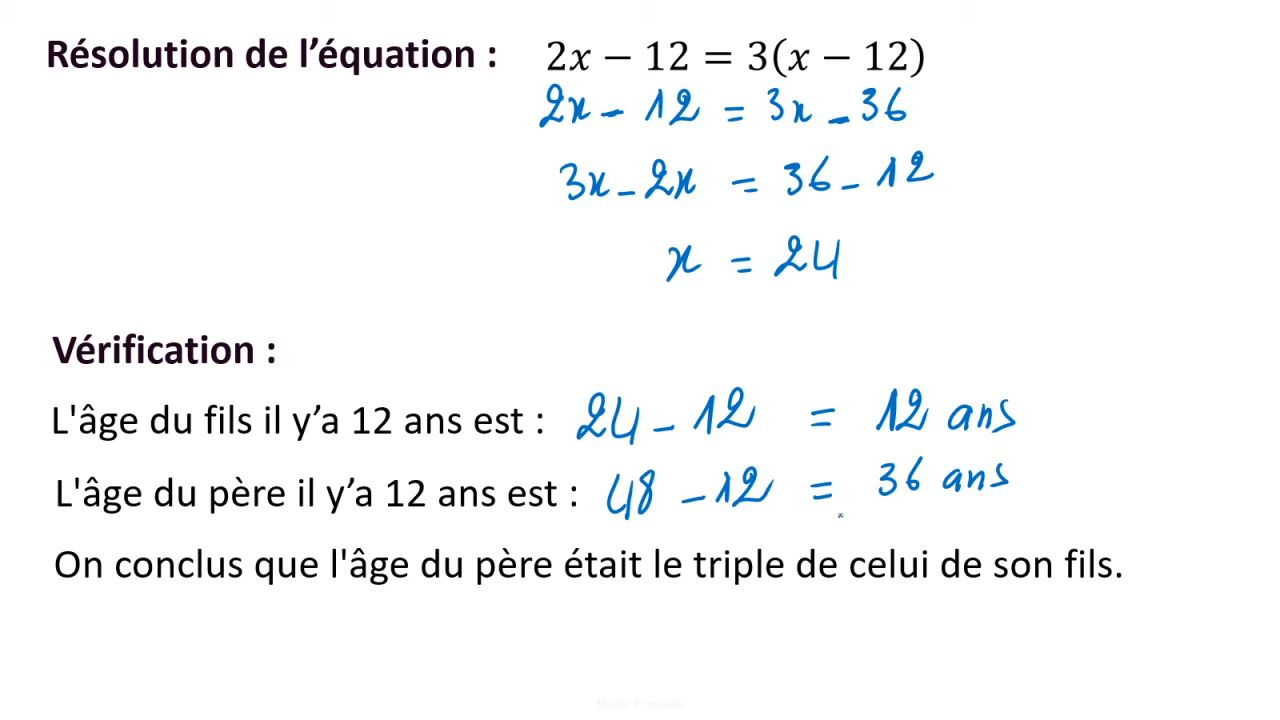 Résolution de l’équation : 2x − 12 = 3(x − 12)
2x - 12 = 3x - 36
3x - 2x = 36 - 12
x = 24
Vérification :
L'âge du fils il y’a 12 ans est : 24 - 12 = 12 ans
L'âge du père il y’a 12 ans est : 48 - 12 = 36 ans
On conclus que l'âge du père était le triple de celui de son fils.
Mode Pinceau